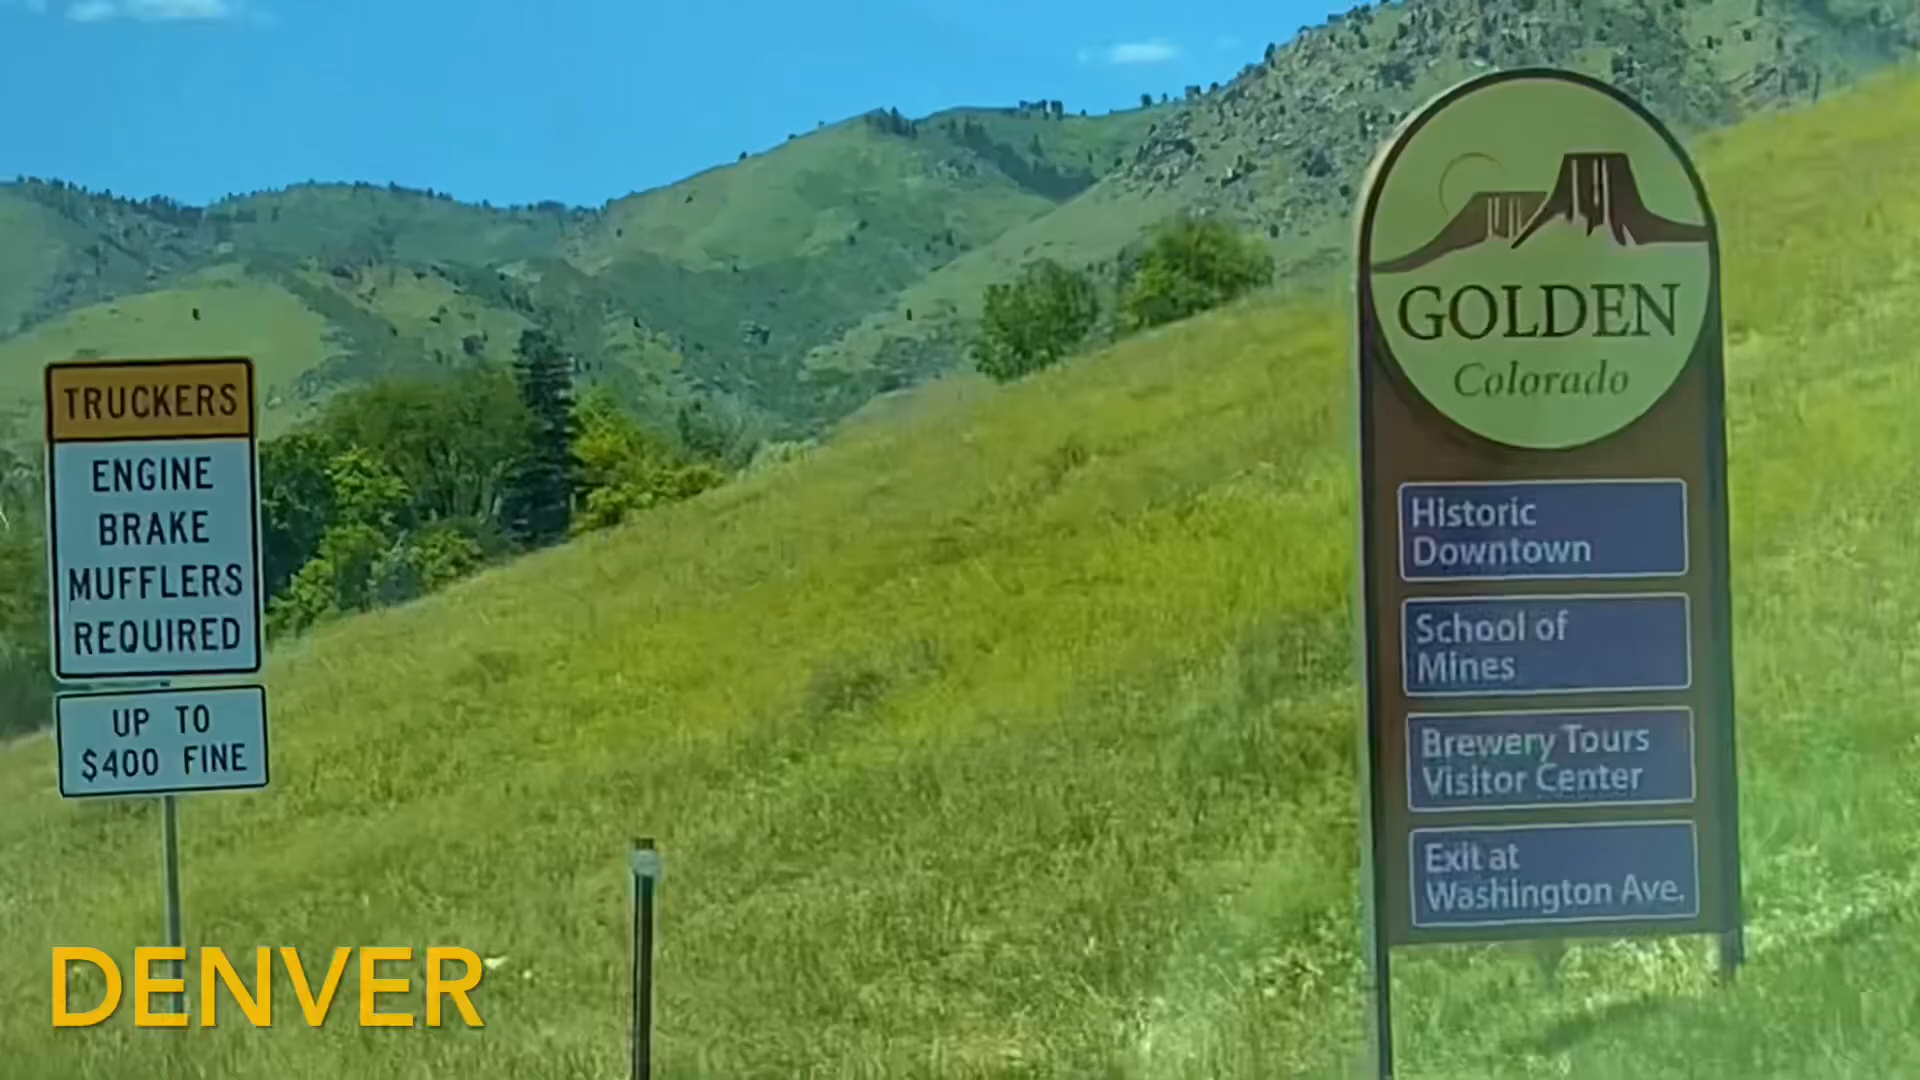 TRUCKERS
ENGINE
BRAKE
MUFFLERS
REQUIRED
UP TO
$400 FINE
GOLDEN
Colorado
Historic
Downtown
School of
Mines
Brewery Tours
Visitor Center
Exit at
Washington Ave.
DENVER